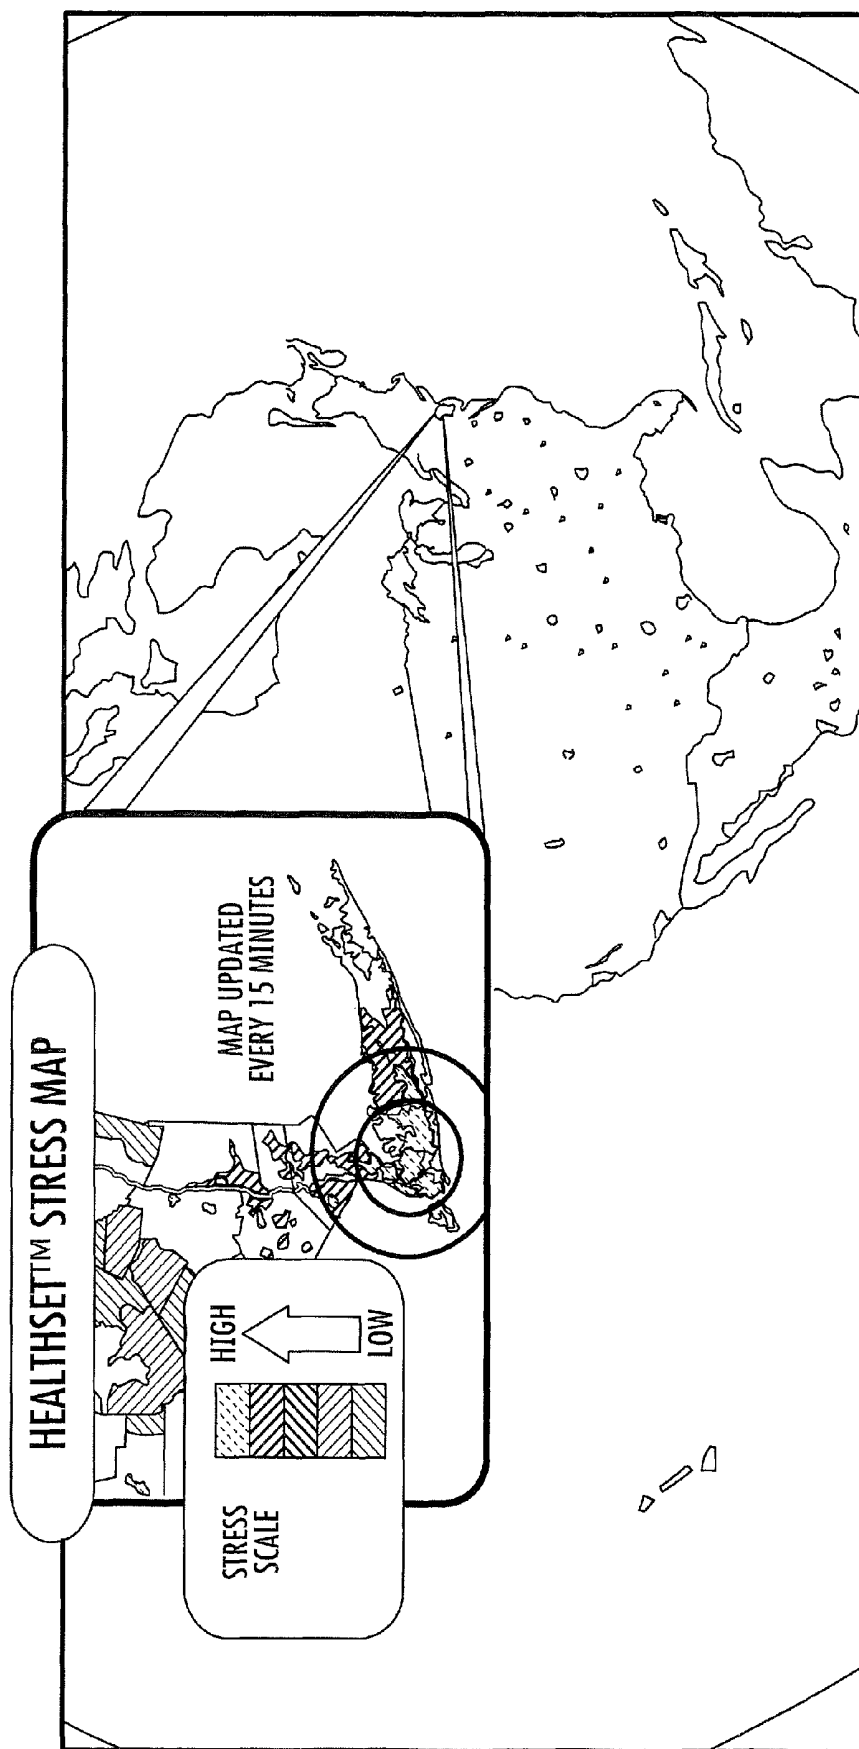 HEALTHSET™ STRESS MAP
MAP UPDATED
EVERY 15 MINUTES
STRESS
SCALE
HIGH
LOW